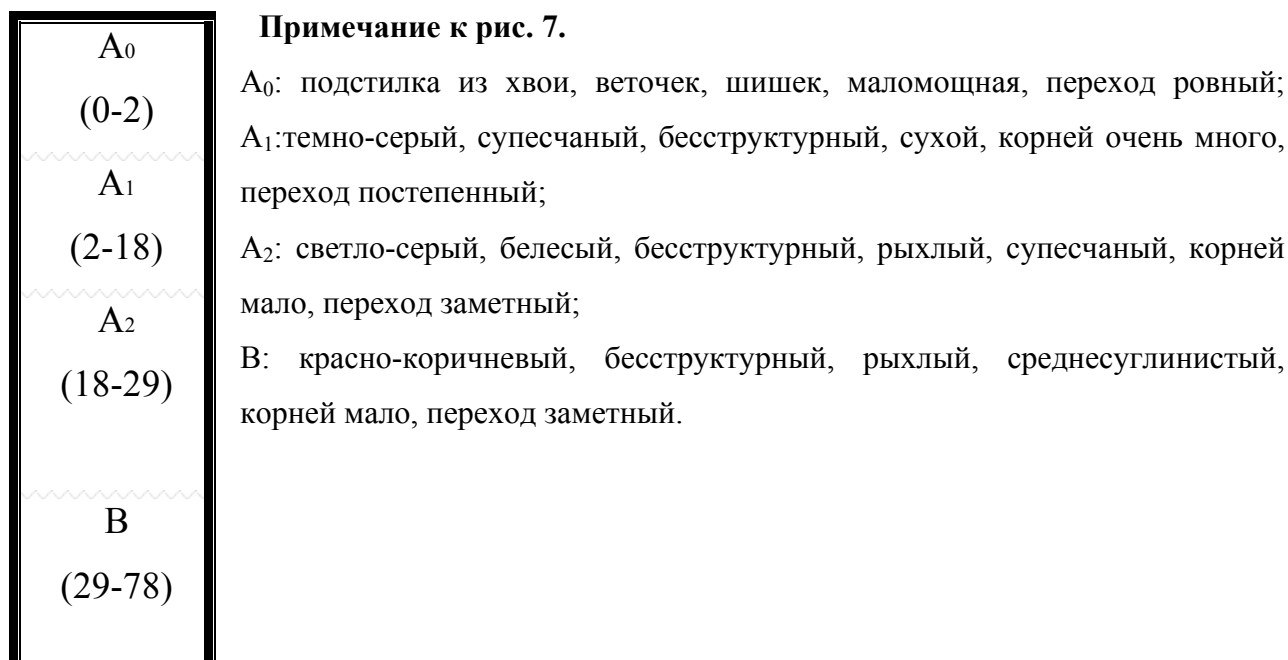 A₀
(0-2)
A₁
(2-18)
A₂
(18-29)
B
(29-78)
Примечание к рис. 7.
A₀: подстилка из хвои, веточек, шишек, маломощная, переход ровный;
A₁:темно-серый, супесчаный, бесструктурный, сухой, корней очень много,
переход постепенный;
A₂: светло-серый, белесый, бесструктурный, рыхлый, супесчаный, корней
мало, переход заметный;
B: красно-коричневый, бесструктурный, рыхлый, среднесуглинистый,
корней мало, переход заметный.